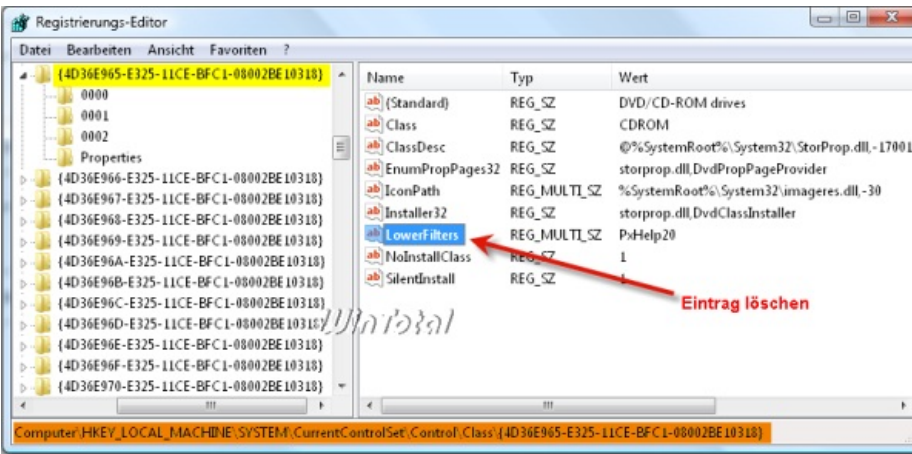 Registrierungs-Editor
Datei Bearbeiten Ansicht Favoriten ?
{4D36E965-E325-11CE-BFC1-08002BE10318}
0000
0001
0002
Properties
{4D36E966-E325-11CE-BFC1-08002BE10318}
{4D36E967-E325-11CE-BFC1-08002BE10318}
{4D36E968-E325-11CE-BFC1-08002BE10318}
{4D36E969-E325-11CE-BFC1-08002BE10318}
{4D36E96A-E325-11CE-BFC1-08002BE10318}
{4D36E96B-E325-11CE-BFC1-08002BE10318}
{4D36E96C-E325-11CE-BFC1-08002BE10318}
{4D36E96D-E325-11CE-BFC1-08002BE10318}
{4D36E96E-E325-11CE-BFC1-08002BE10318}
{4D36E96F-E325-11CE-BFC1-08002BE10318}
{4D36E970-E325-11CE-BFC1-08002BE10318}
Name Typ Wert
(Standard) REG_SZ DVD/CD-ROM drives
Class REG_SZ CDROM
ClassDesc REG_SZ @%SystemRoot%\System32\StorProp.dll,-17001
EnumPropPages32 REG_SZ storprop.dll,DvdPropPageProvider
IconPath REG_MULTI_SZ %SystemRoot%\System32\imageres.dll,-30
Installer32 REG_SZ storprop.dll,DvdClassInstaller
LowerFilters REG_MULTI_SZ PxHelp20
NoInstallClass REG_SZ 1
SilentInstall REG_SZ 1
Eintrag löschen
WinTotal
Computer\HKEY_LOCAL_MACHINE\SYSTEM\CurrentControlSet\Control\Class\{4D36E965-E325-11CE-BFC1-08002BE10318}